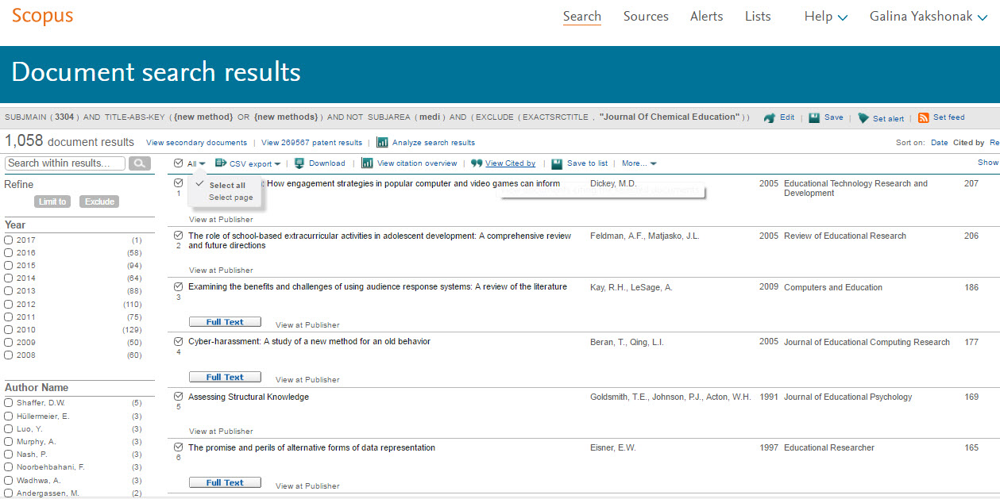 Scopus
Search Sources Alerts Lists Help Galina Yakshonak
Document search results
SUBJMAIN ( 3304 ) AND TITLE-ABS-KEY ( {new method} OR {new methods} ) AND NOT SUBJAREA ( medi ) AND ( EXCLUDE ( EXACTSRCTITLE , "Journal Of Chemical Education" ) ) Edit | Save | Set alert | Set feed
1,058 document results View secondary documents | View 269567 patent results | Analyze search results Sort on: Date Cited by Re
Search within results...
All CSV export | Download | View citation overview | View Cited by | Save to list | More... Show
Refine
Limit to Exclude
Year
2017 (1)
2016 (58)
2015 (94)
2014 (64)
2013 (88)
2012 (110)
2011 (75)
2010 (129)
2009 (50)
2008 (60)
Author Name
Shaffer, D.W. (5)
Hüllermeier, E. (3)
Luo, Y. (3)
Murphy, A. (3)
Nash, P. (3)
Noorbehbahani, F. (3)
Wadhwa, A. (3)
Andergassen, M. (2)
Select all
Select page
1 : How engagement strategies in popular computer and video games can inform Dickey, M.D. 2005 Educational Technology Research and 207
Development
View at Publisher
The role of school-based extracurricular activities in adolescent development: A comprehensive review Feldman, A.F., Matjasko, J.L. 2005 Review of Educational Research 206
2 and future directions
View at Publisher
Examining the benefits and challenges of using audience response systems: A review of the literature Kay, R.H., LeSage, A. 2009 Computers and Education 186
3
Full Text View at Publisher
Cyber-harassment: A study of a new method for an old behavior Beran, T., Qing, L.I. 2005 Journal of Educational Computing Research 177
4
Full Text View at Publisher
Assessing Structural Knowledge Goldsmith, T.E., Johnson, P.J., Acton, W.H. 1991 Journal of Educational Psychology 169
5
View at Publisher
The promise and perils of alternative forms of data representation Eisner, E.W. 1997 Educational Researcher 165
6
Full Text View at Publisher